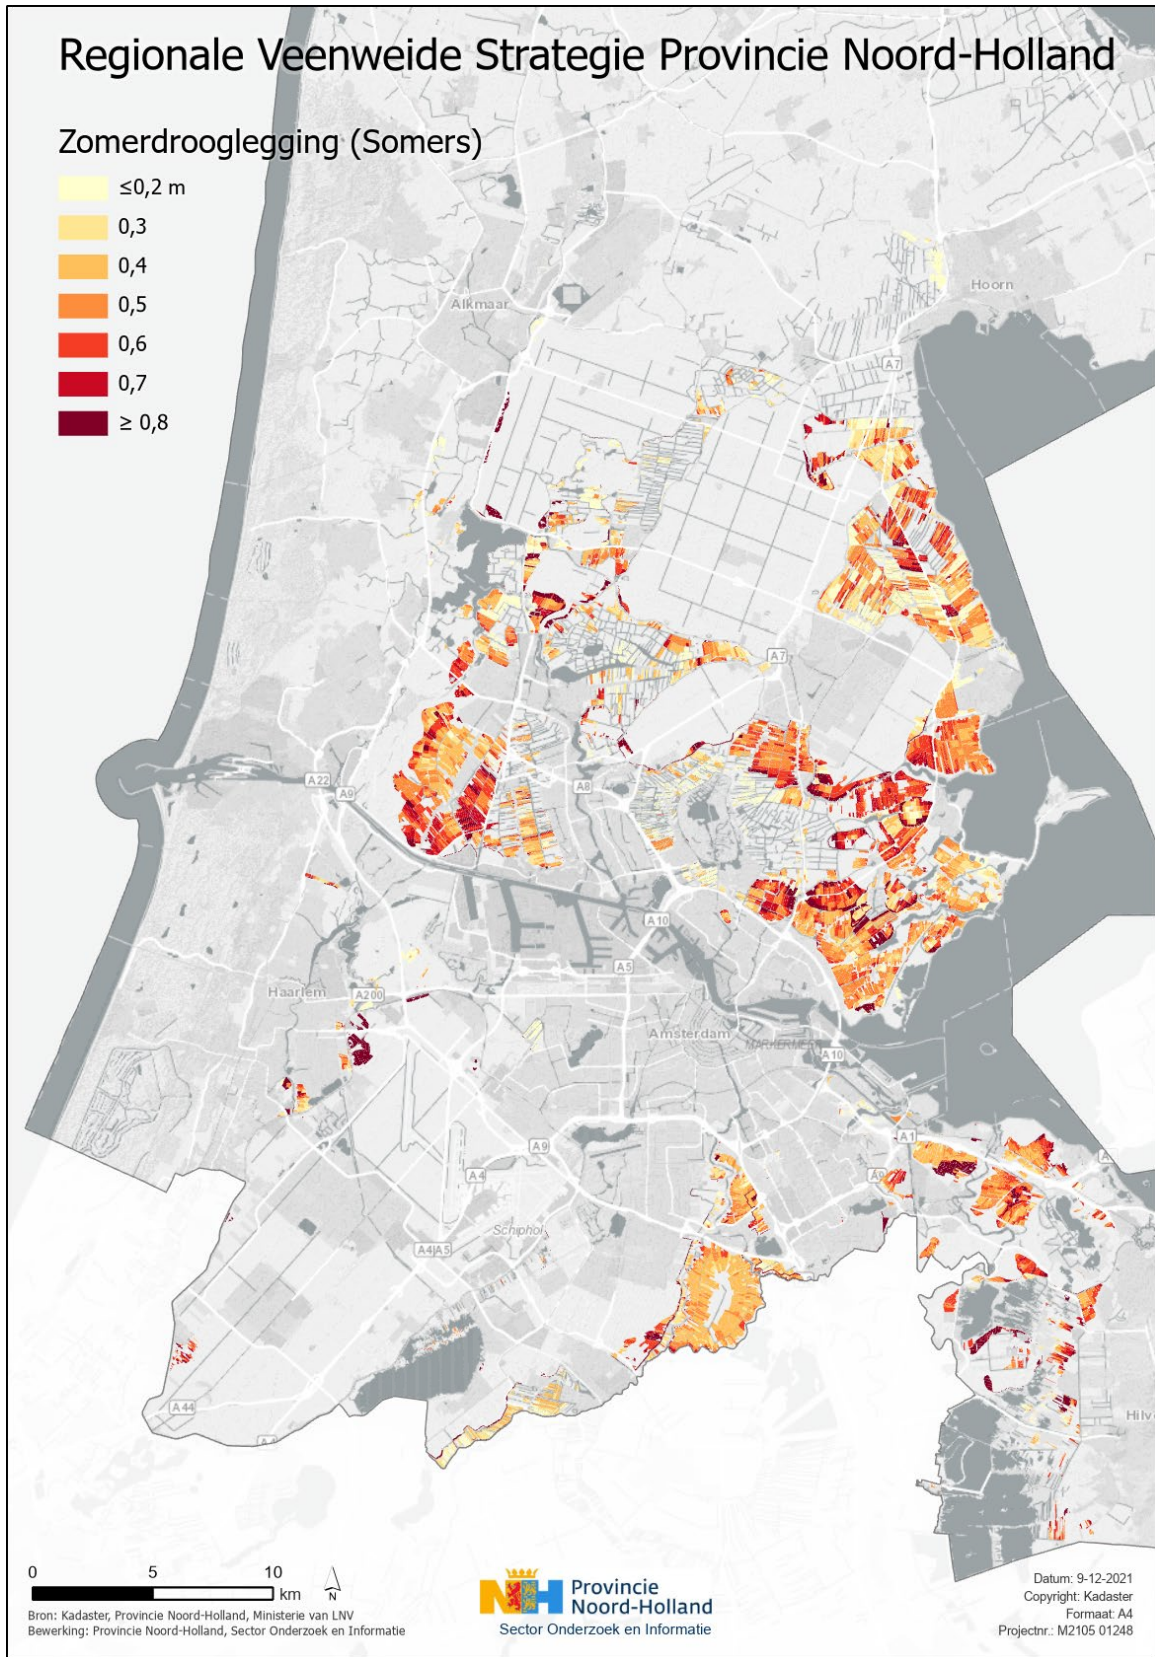 Regionale Veenweide Strategie Provincie Noord-Holland
Zomerdrooglegging (Somers)
≤0,2 m
0,3
0,4
0,5
0,6
0,7
≥ 0,8
Hoorn
Alkmaar
A7
A7
A22
A9
A8
A10
A5
Haarlem
A200
Amsterdam
MARKERMEER
A10
A1
A9
A9
A4
Schiphol
A4|A5
A44
A4
Hilve
0 5 10
km
N
Bron: Kadaster, Provincie Noord-Holland, Ministerie van LNV
Bewerking: Provincie Noord-Holland, Sector Onderzoek en Informatie
NH Provincie
Noord-Holland
Sector Onderzoek en Informatie
Datum: 9-12-2021
Copyright: Kadaster
Formaat: A4
Projectnr.: M2105 01248